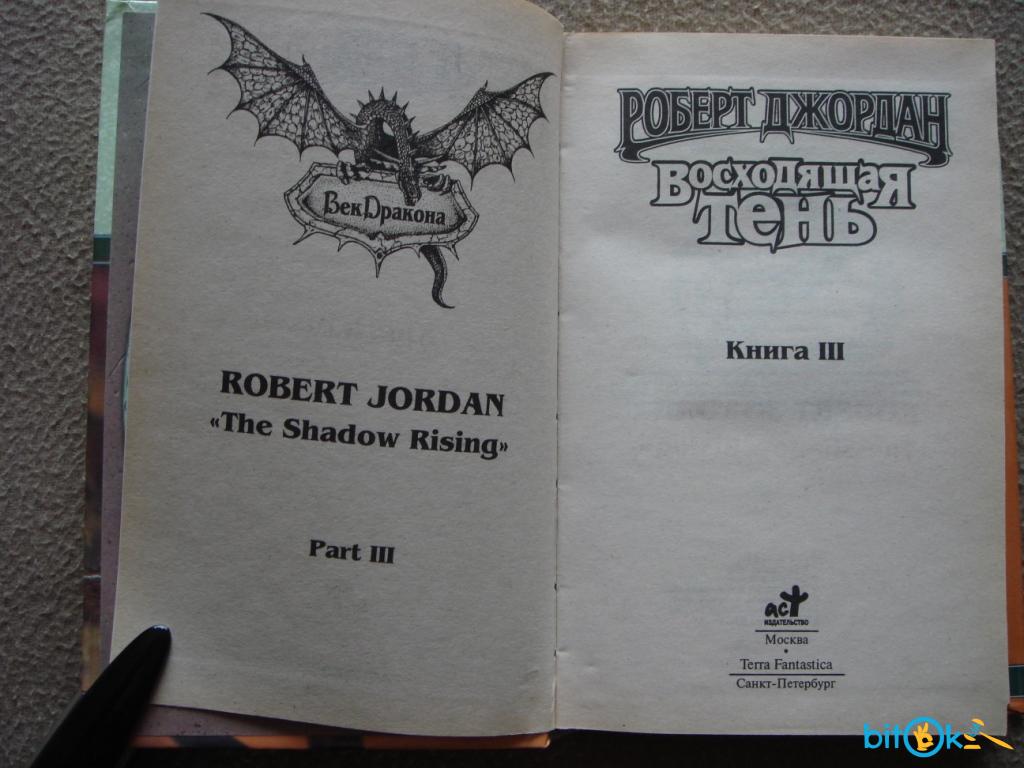 Век Дракона
ROBERT JORDAN
«The Shadow Rising»
Part III
РОБЕРТ ДЖОРДАН
ВОСХОДЯЩАЯ
ТЕНЬ
Книга III
аст
ИЗДАТЕЛЬСТВО
Москва
•
Terra Fantastica
Санкт-Петербург
bitOk